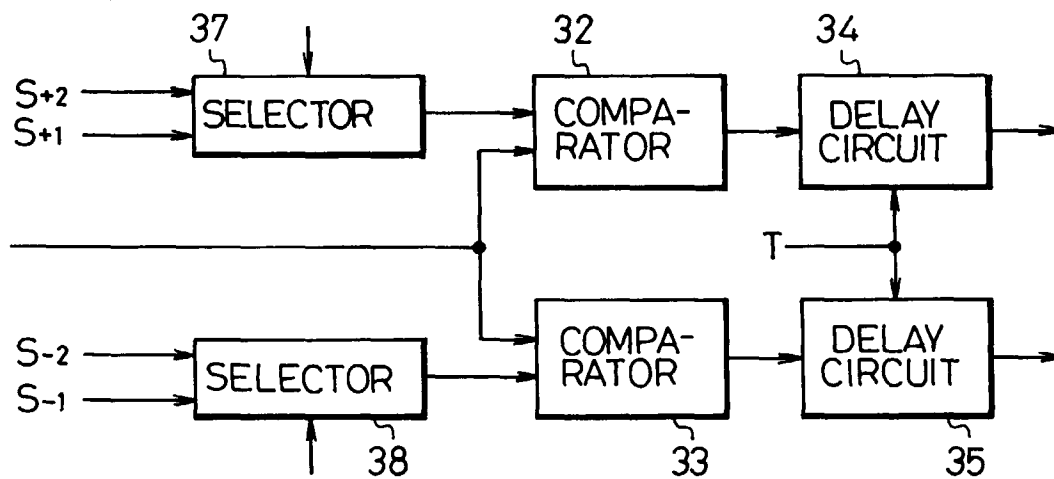 37
32
34
S+2
S+1
SELECTOR
COMPA-
RATOR
DELAY
CIRCUIT
T
S-2
S-1
SELECTOR
COMPA-
RATOR
DELAY
CIRCUIT
38
33
35